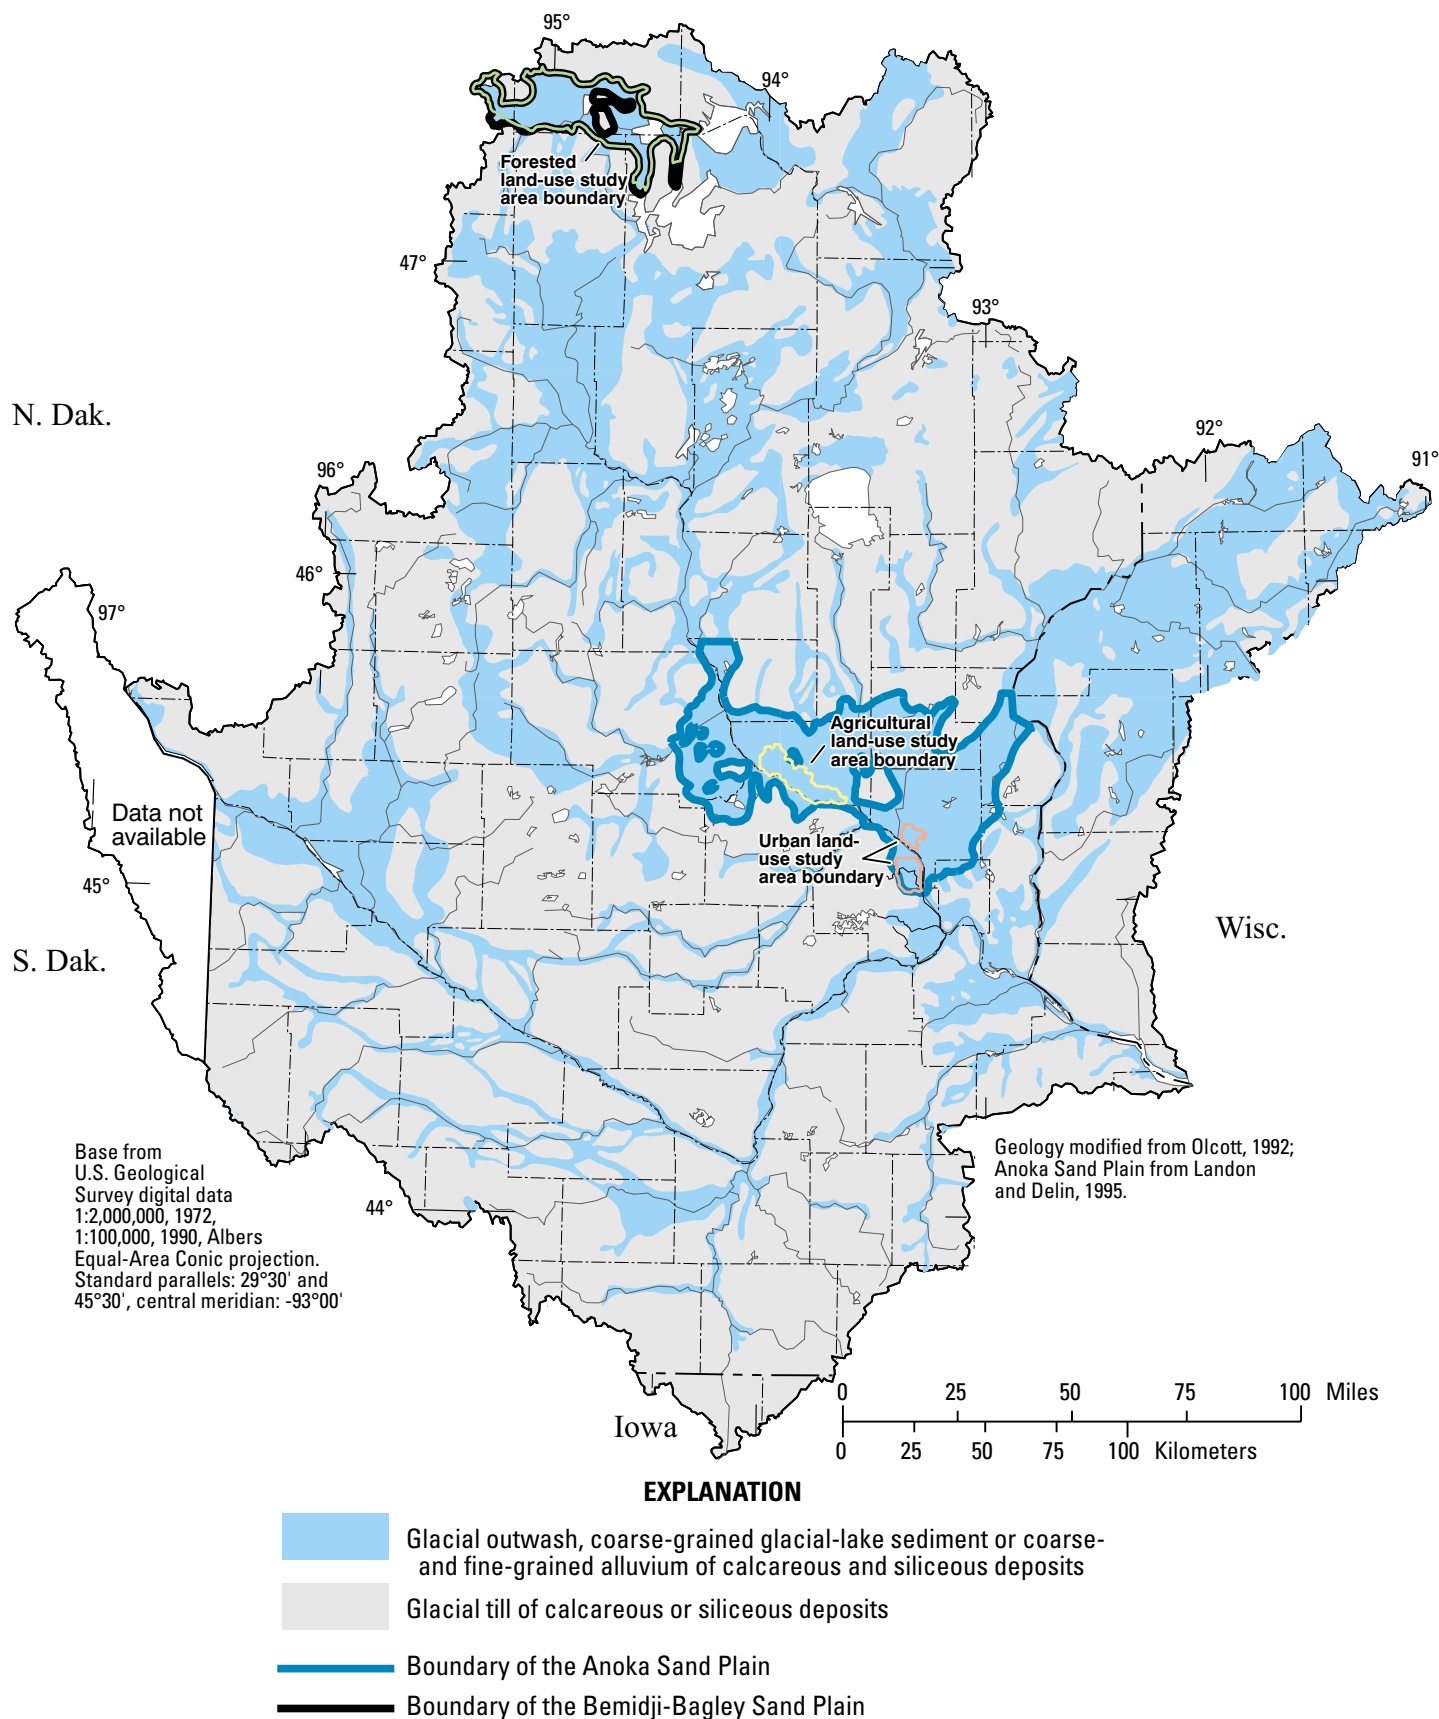 95°
94°
Forested
land-use study
area boundary
47°
93°
N. Dak.
92°
91°
96°
46°
97°
Agricultural
land-use study
area boundary
Data not
available
Urban land-
use study
area boundary
45°
Wisc.
S. Dak.
Base from
U.S. Geological
Survey digital data
1:2,000,000, 1972,
1:100,000, 1990, Albers
Equal-Area Conic projection.
Standard parallels: 29°30' and
45°30', central meridian: -93°00'
Geology modified from Olcott, 1992;
Anoka Sand Plain from Landon
and Delin, 1995.
44°
0 25 50 75 100 Miles
Iowa
0 25 50 75 100 Kilometers
EXPLANATION
Glacial outwash, coarse-grained glacial-lake sediment or coarse-
and fine-grained alluvium of calcareous and siliceous deposits
Glacial till of calcareous or siliceous deposits
Boundary of the Anoka Sand Plain
Boundary of the Bemidji-Bagley Sand Plain